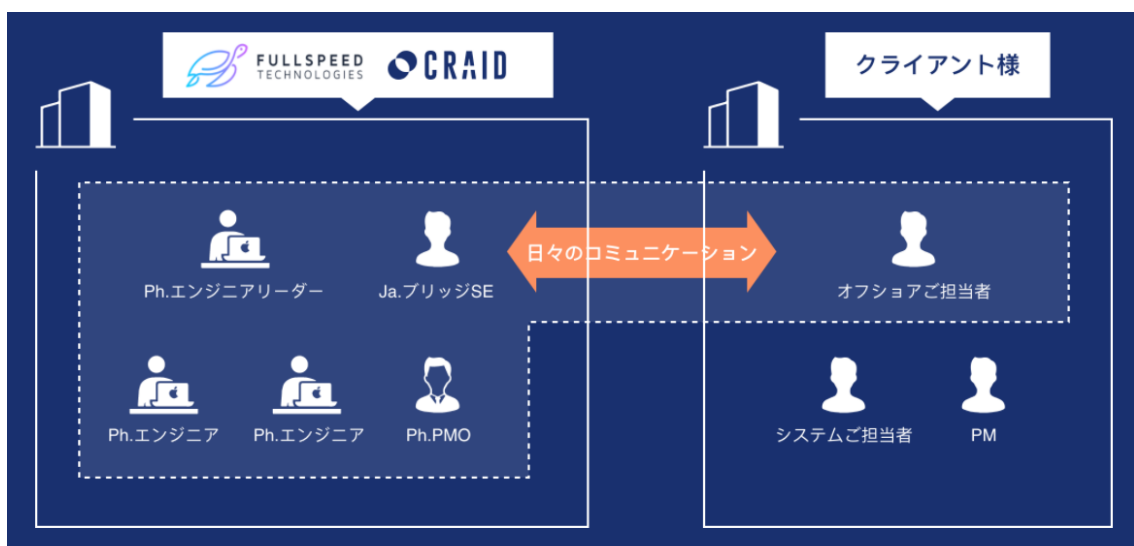 FULLSPEED
TECHNOLOGIES
CRAID
クライアント様
日々のコミュニケーション
Ph.エンジニアリーダー
Ja.ブリッジSE
オフショアご担当者
Ph.エンジニア
Ph.エンジニア
Ph.PMO
システムご担当者
PM